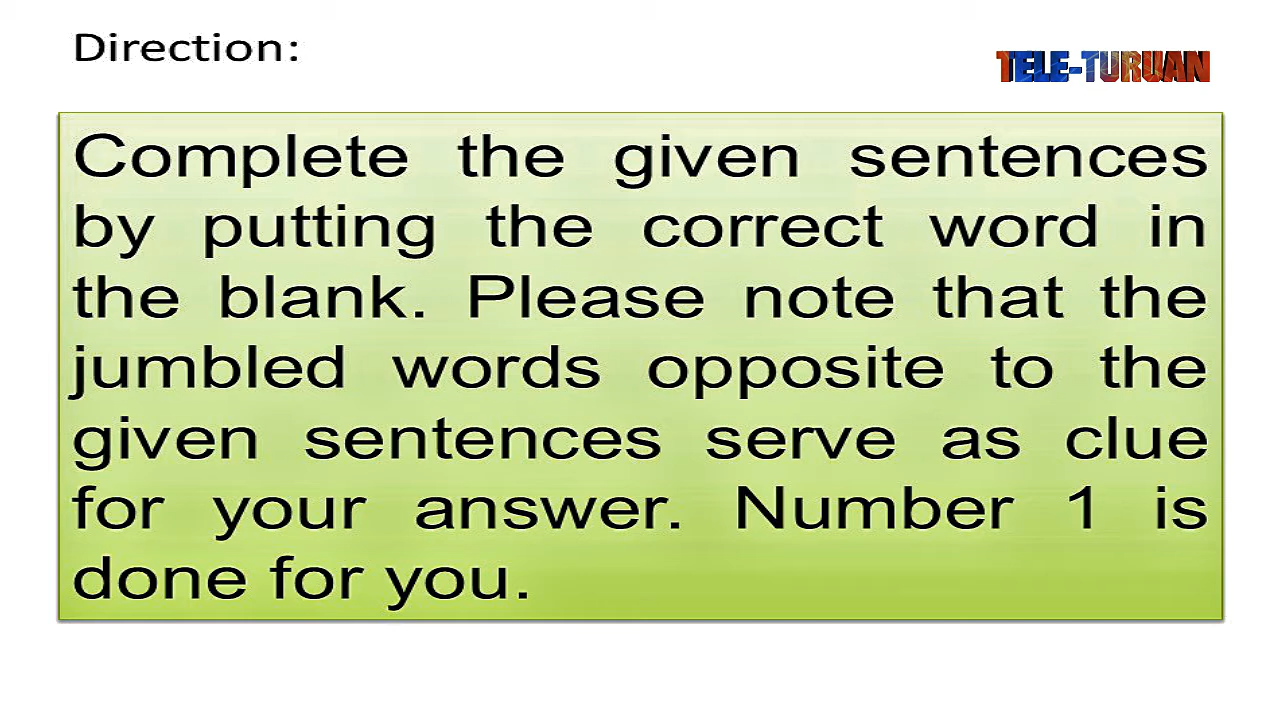 Direction:
TELE-TURUAN
Complete the given sentences
by putting the correct word in
the blank. Please note that the
jumbled words opposite to the
given sentences serve as clue
for your answer. Number 1 is
done for you.